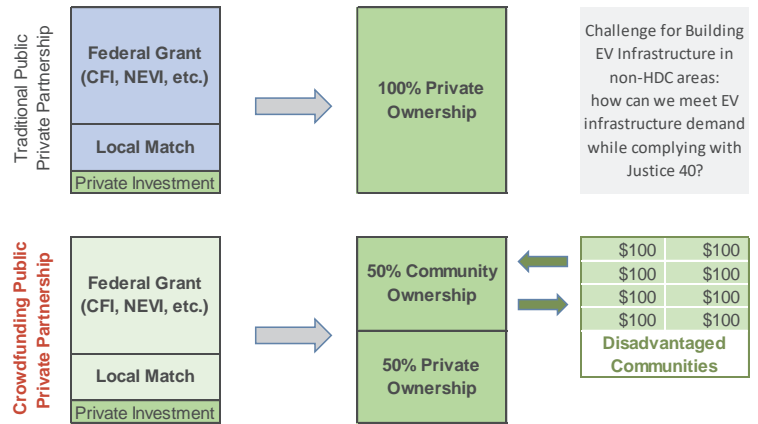 Traditional Public
Private Partnership
Federal Grant
(CFI, NEVI, etc.)
Local Match
Private Investment
100% Private
Ownership
Challenge for Building
EV Infrastructure in
non-HDC areas:
how can we meet EV
infrastructure demand
while complying with
Justice 40?
Crowdfunding Public
Private Partnership
Federal Grant
(CFI, NEVI, etc.)
Local Match
Private Investment
50% Community
Ownership
50% Private
Ownership
$100 $100
$100 $100
$100 $100
$100 $100
Disadvantaged
Communities